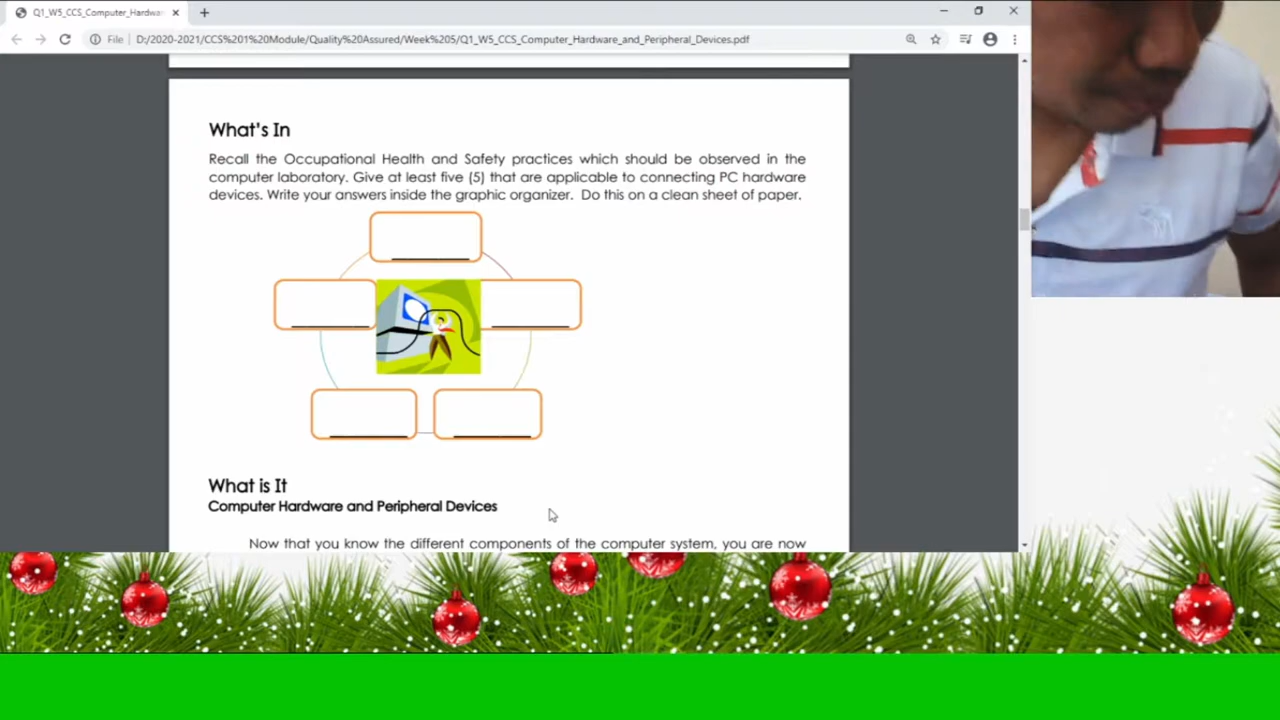 Q1_W5_CCS_Computer_Hardwar
File
D:/2020-2021/CCS%201%20Module/Quality%20Assured/Week%205/Q1_W5_CCS_Computer_Hardware_and_Peripheral_Devices.pdf
What's In
Recall the Occupational Health and Safety practices which should be observed in the
computer laboratory. Give at least five (5) that are applicable to connecting PC hardware
devices. Write your answers inside the graphic organizer. Do this on a clean sheet of paper.
What is It
Computer Hardware and Peripheral Devices
Now that you know the different components of the computer system, you are now